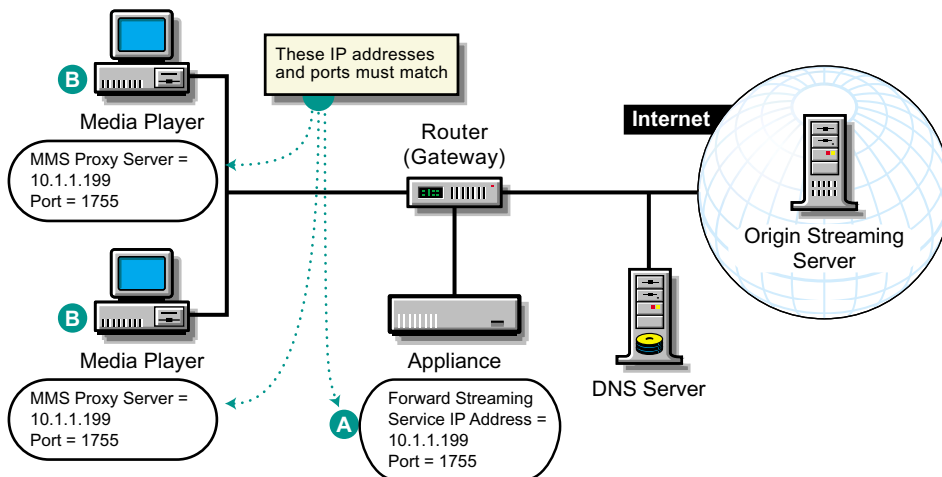 These IP addresses
and ports must match
B
Media Player
MMS Proxy Server =
10.1.1.199
Port = 1755
Router
(Gateway)
Internet
Origin Streaming
Server
B
Media Player
MMS Proxy Server =
10.1.1.199
Port = 1755
Appliance
A
Forward Streaming
Service IP Address =
10.1.1.199
Port = 1755
DNS Server